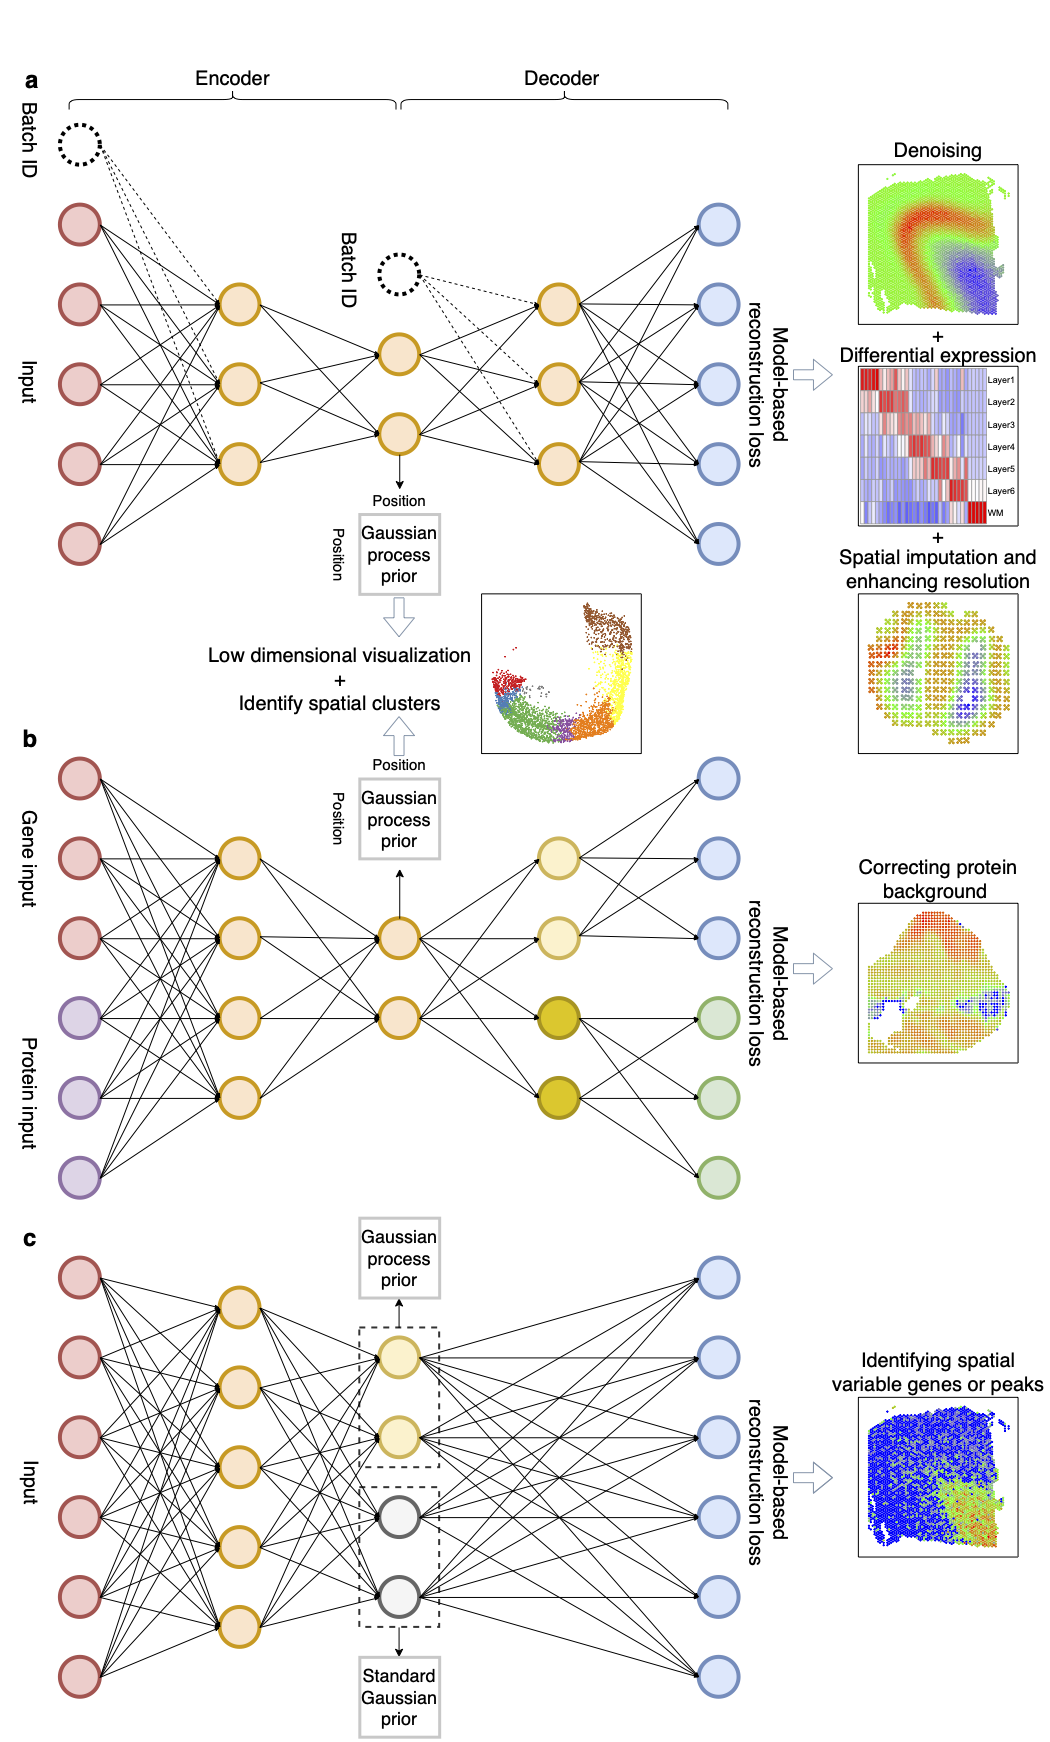 a
Encoder
Decoder
Batch ID
Input
Batch ID
Position
Position
Gaussian
process
prior
Model-based
reconstruction loss
Denoising
+
Differential expression
Layer1
Layer2
Layer3
Layer4
Layer5
Layer6
WM
+
Spatial imputation and
enhancing resolution
Low dimensional visualization
+
Identify spatial clusters
b
Gene input
Protein input
Position
Position
Gaussian
process
prior
Model-based
reconstruction loss
Correcting protein
background
c
Input
Gaussian
process
prior
Standard
Gaussian
prior
Model-based
reconstruction loss
Identifying spatial
variable genes or peaks